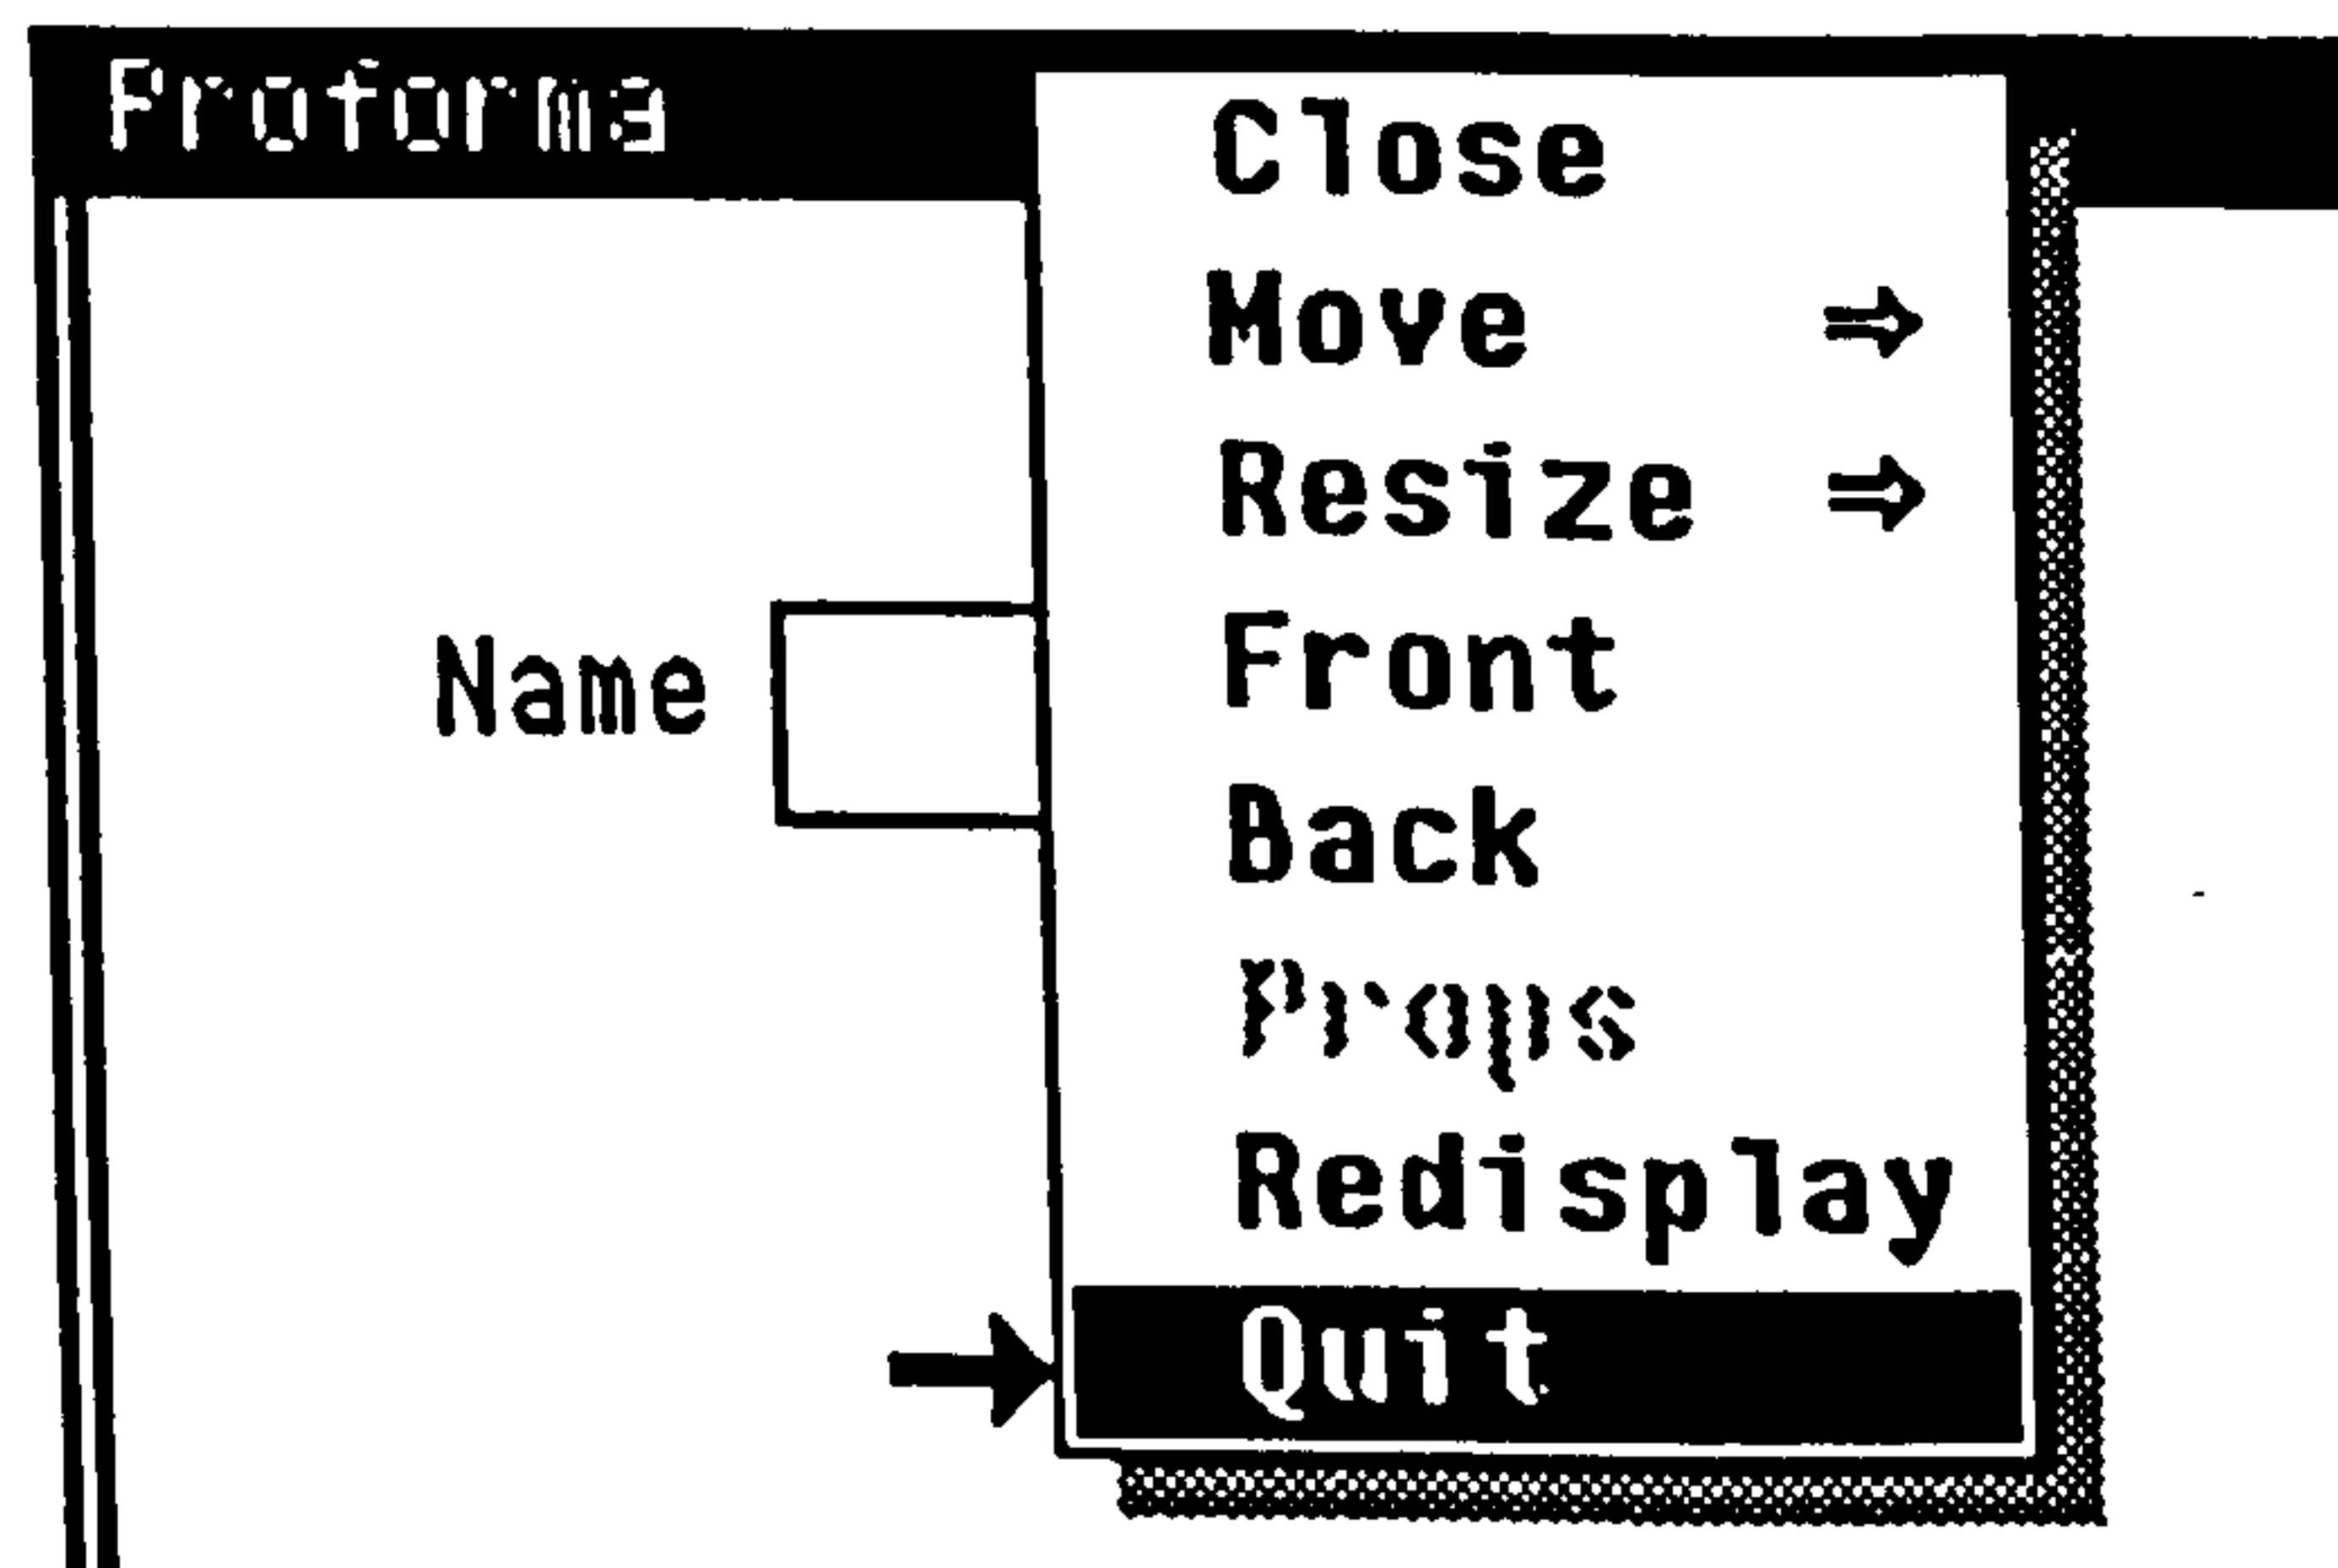 Proforma
Close
Move ⇒
Resize ⇒
Front
Name
Back
Props
Redisplay
Quit